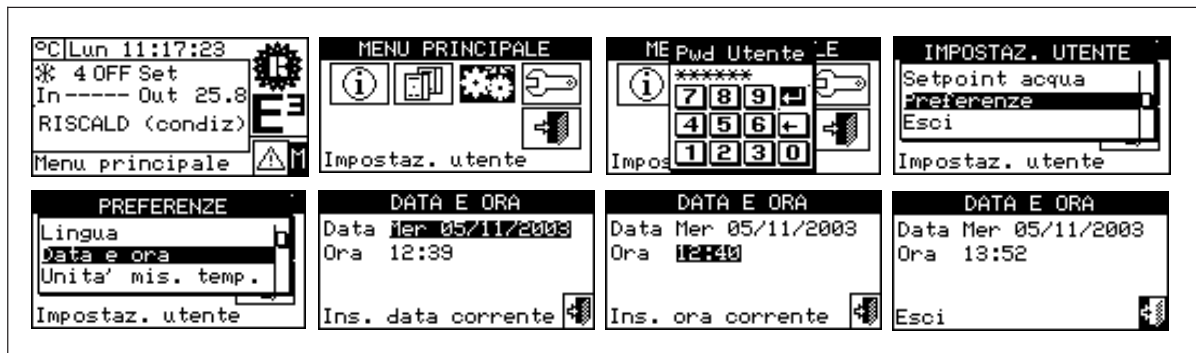 °C Lun 11:17:23
4 OFF Set
In ----- Out 25.8
RISCALD (condiz)
E3
Menu principale M
MENU PRINCIPALE
i
Impostaz. utente
ME Pwd Utente LE
******
i
7 8 9
4 5 6 ←
1 2 3 0
Impos
IMPOSTAZ. UTENTE
Setpoint acqua
Preferenze
Esci
Impostaz. utente
PREFERENZE
Lingua
Data e ora
Unita' mis. temp.
Impostaz. utente
DATA E ORA
Data Mer 05/11/2003
Ora 12:39
Ins. data corrente
DATA E ORA
Data Mer 05/11/2003
Ora 12:40
Ins. ora corrente
DATA E ORA
Data Mer 05/11/2003
Ora 13:52
Esci